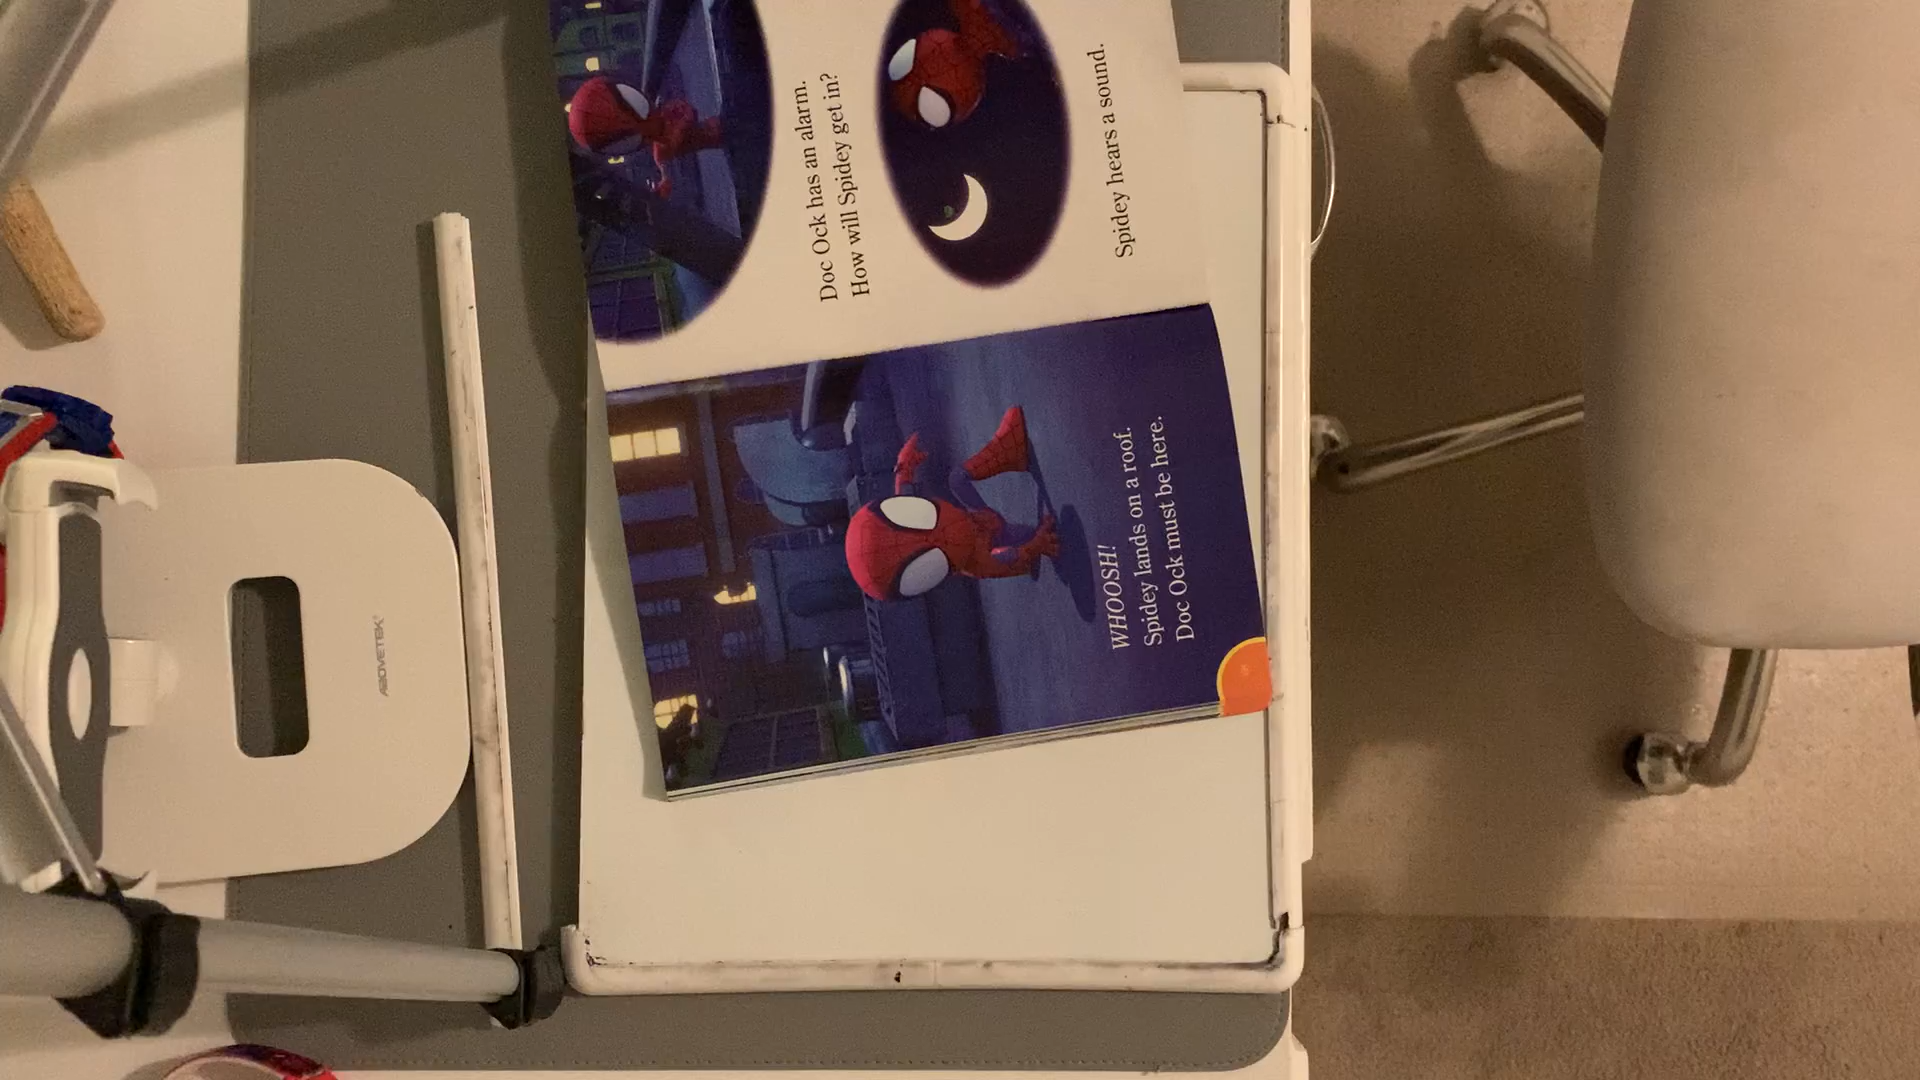 WHOOSH!
Spidey lands on a roof.
Doc Ock must be here.
Doc Ock has an alarm.
How will Spidey get in?
Spidey hears a sound.
ABOVETEK